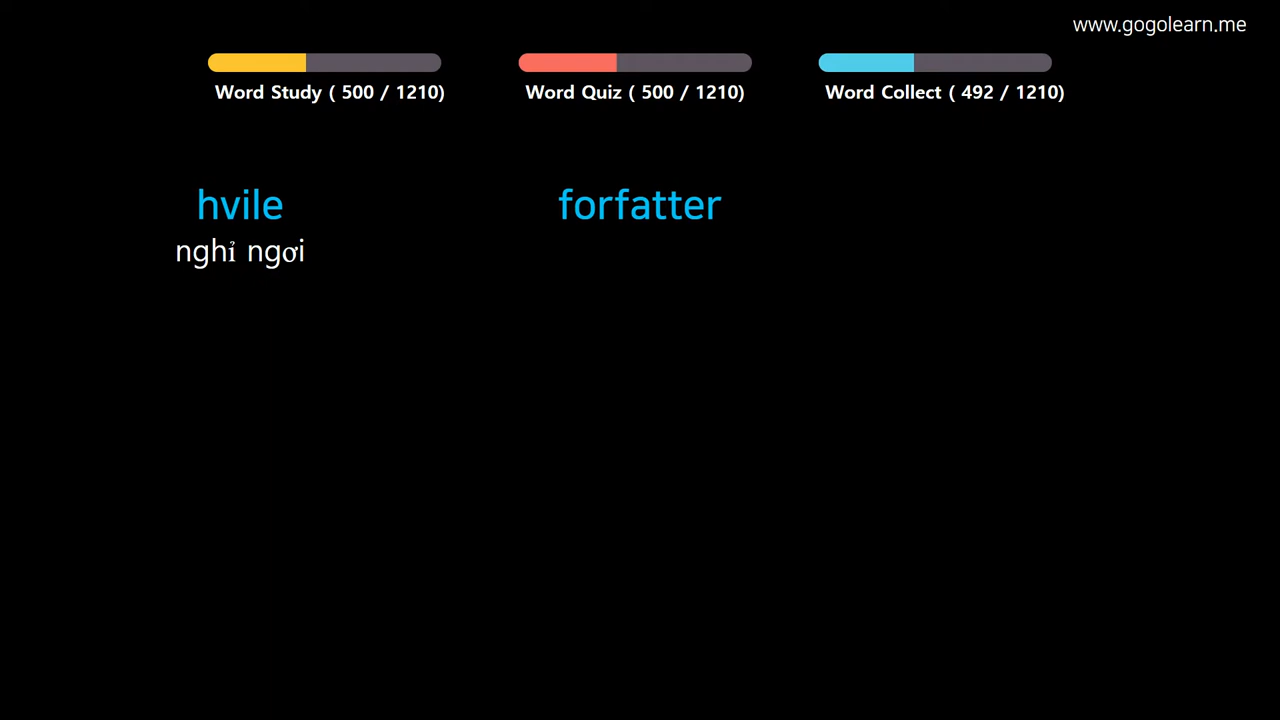 www.gogolearn.me
Word Study ( 500 / 1210)
Word Quiz ( 500 / 1210)
Word Collect ( 492 / 1210)
hvile
nghỉ ngơi
forfatter